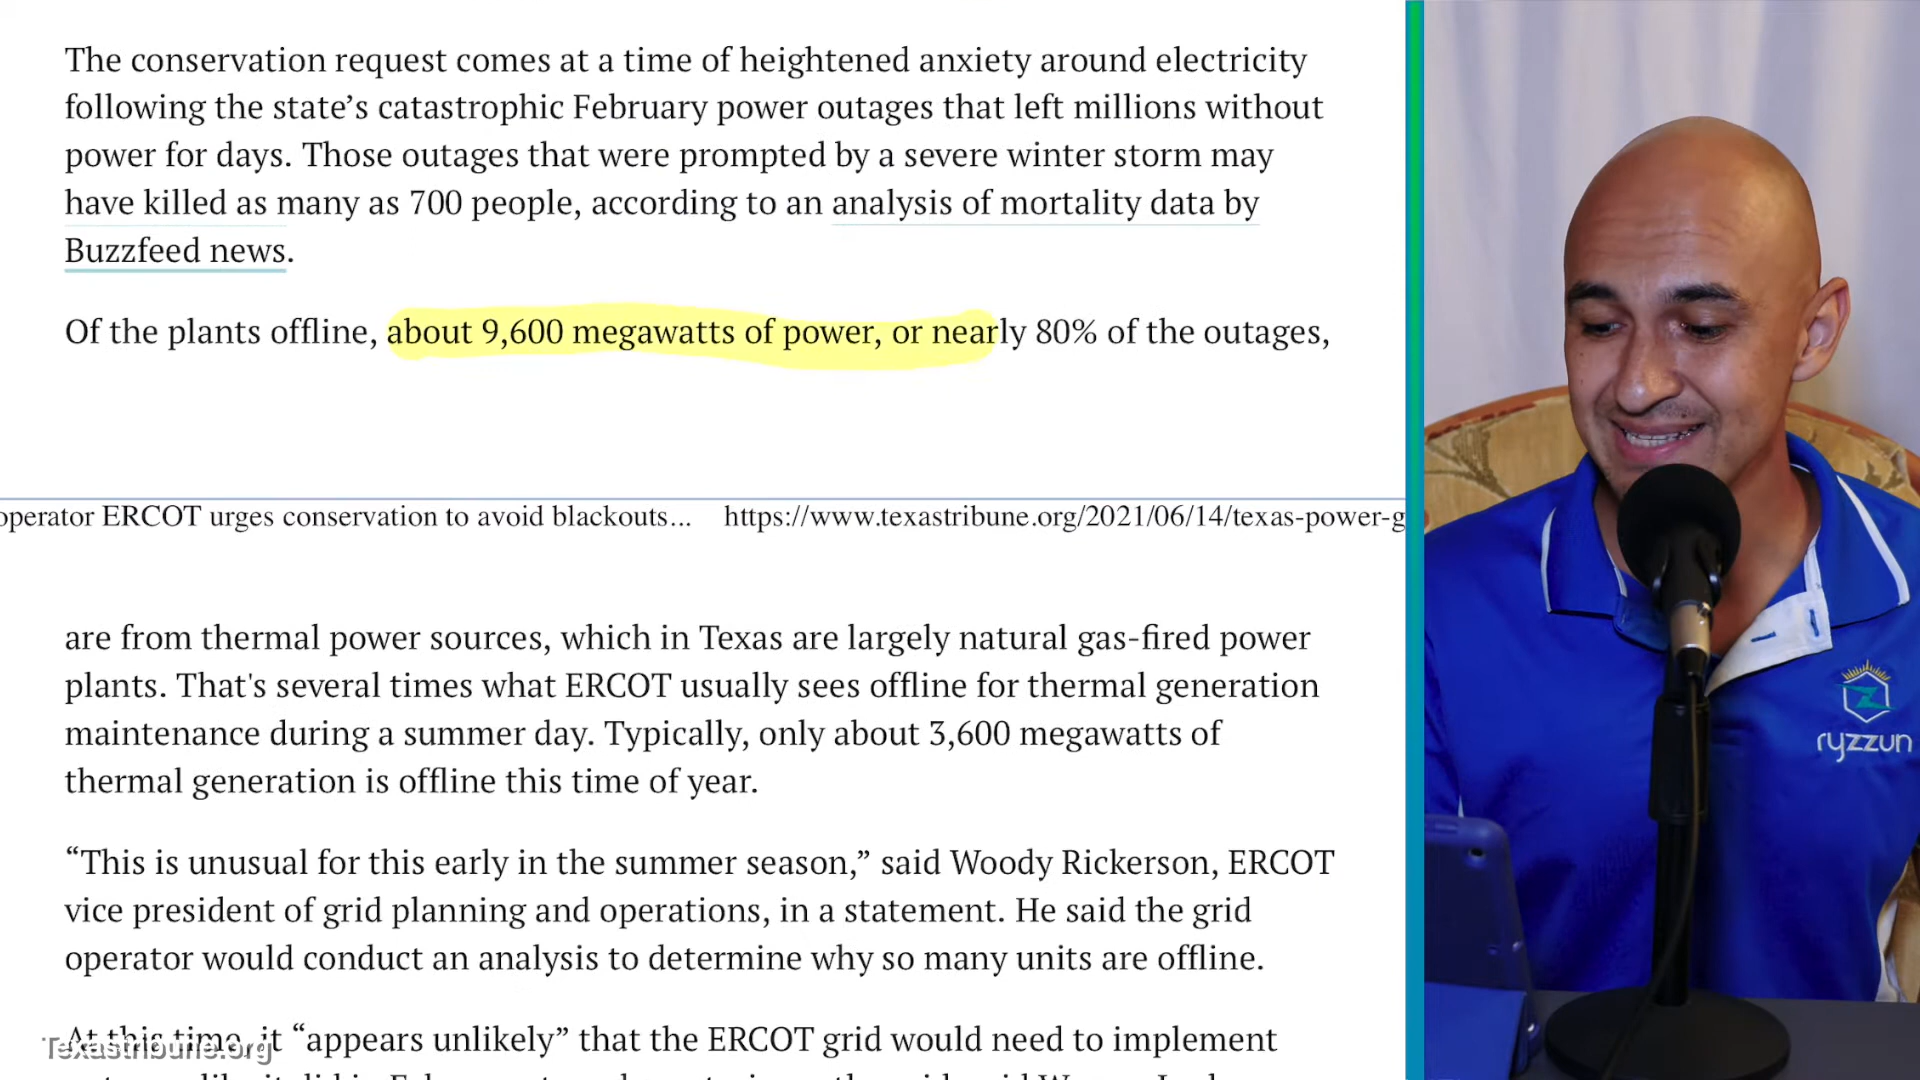 The conservation request comes at a time of heightened anxiety around electricity
following the state’s catastrophic February power outages that left millions without
power for days. Those outages that were prompted by a severe winter storm may
have killed as many as 700 people, according to an analysis of mortality data by
Buzzfeed news.
Of the plants offline, about 9,600 megawatts of power, or nearly 80% of the outages,
operator ERCOT urges conservation to avoid blackouts... https://www.texastribune.org/2021/06/14/texas-power-g
are from thermal power sources, which in Texas are largely natural gas-fired power
plants. That's several times what ERCOT usually sees offline for thermal generation
maintenance during a summer day. Typically, only about 3,600 megawatts of
thermal generation is offline this time of year.
“This is unusual for this early in the summer season,” said Woody Rickerson, ERCOT
vice president of grid planning and operations, in a statement. He said the grid
operator would conduct an analysis to determine why so many units are offline.
At this time, it “appears unlikely” that the ERCOT grid would need to implement
Texastribune.org
ryzzun